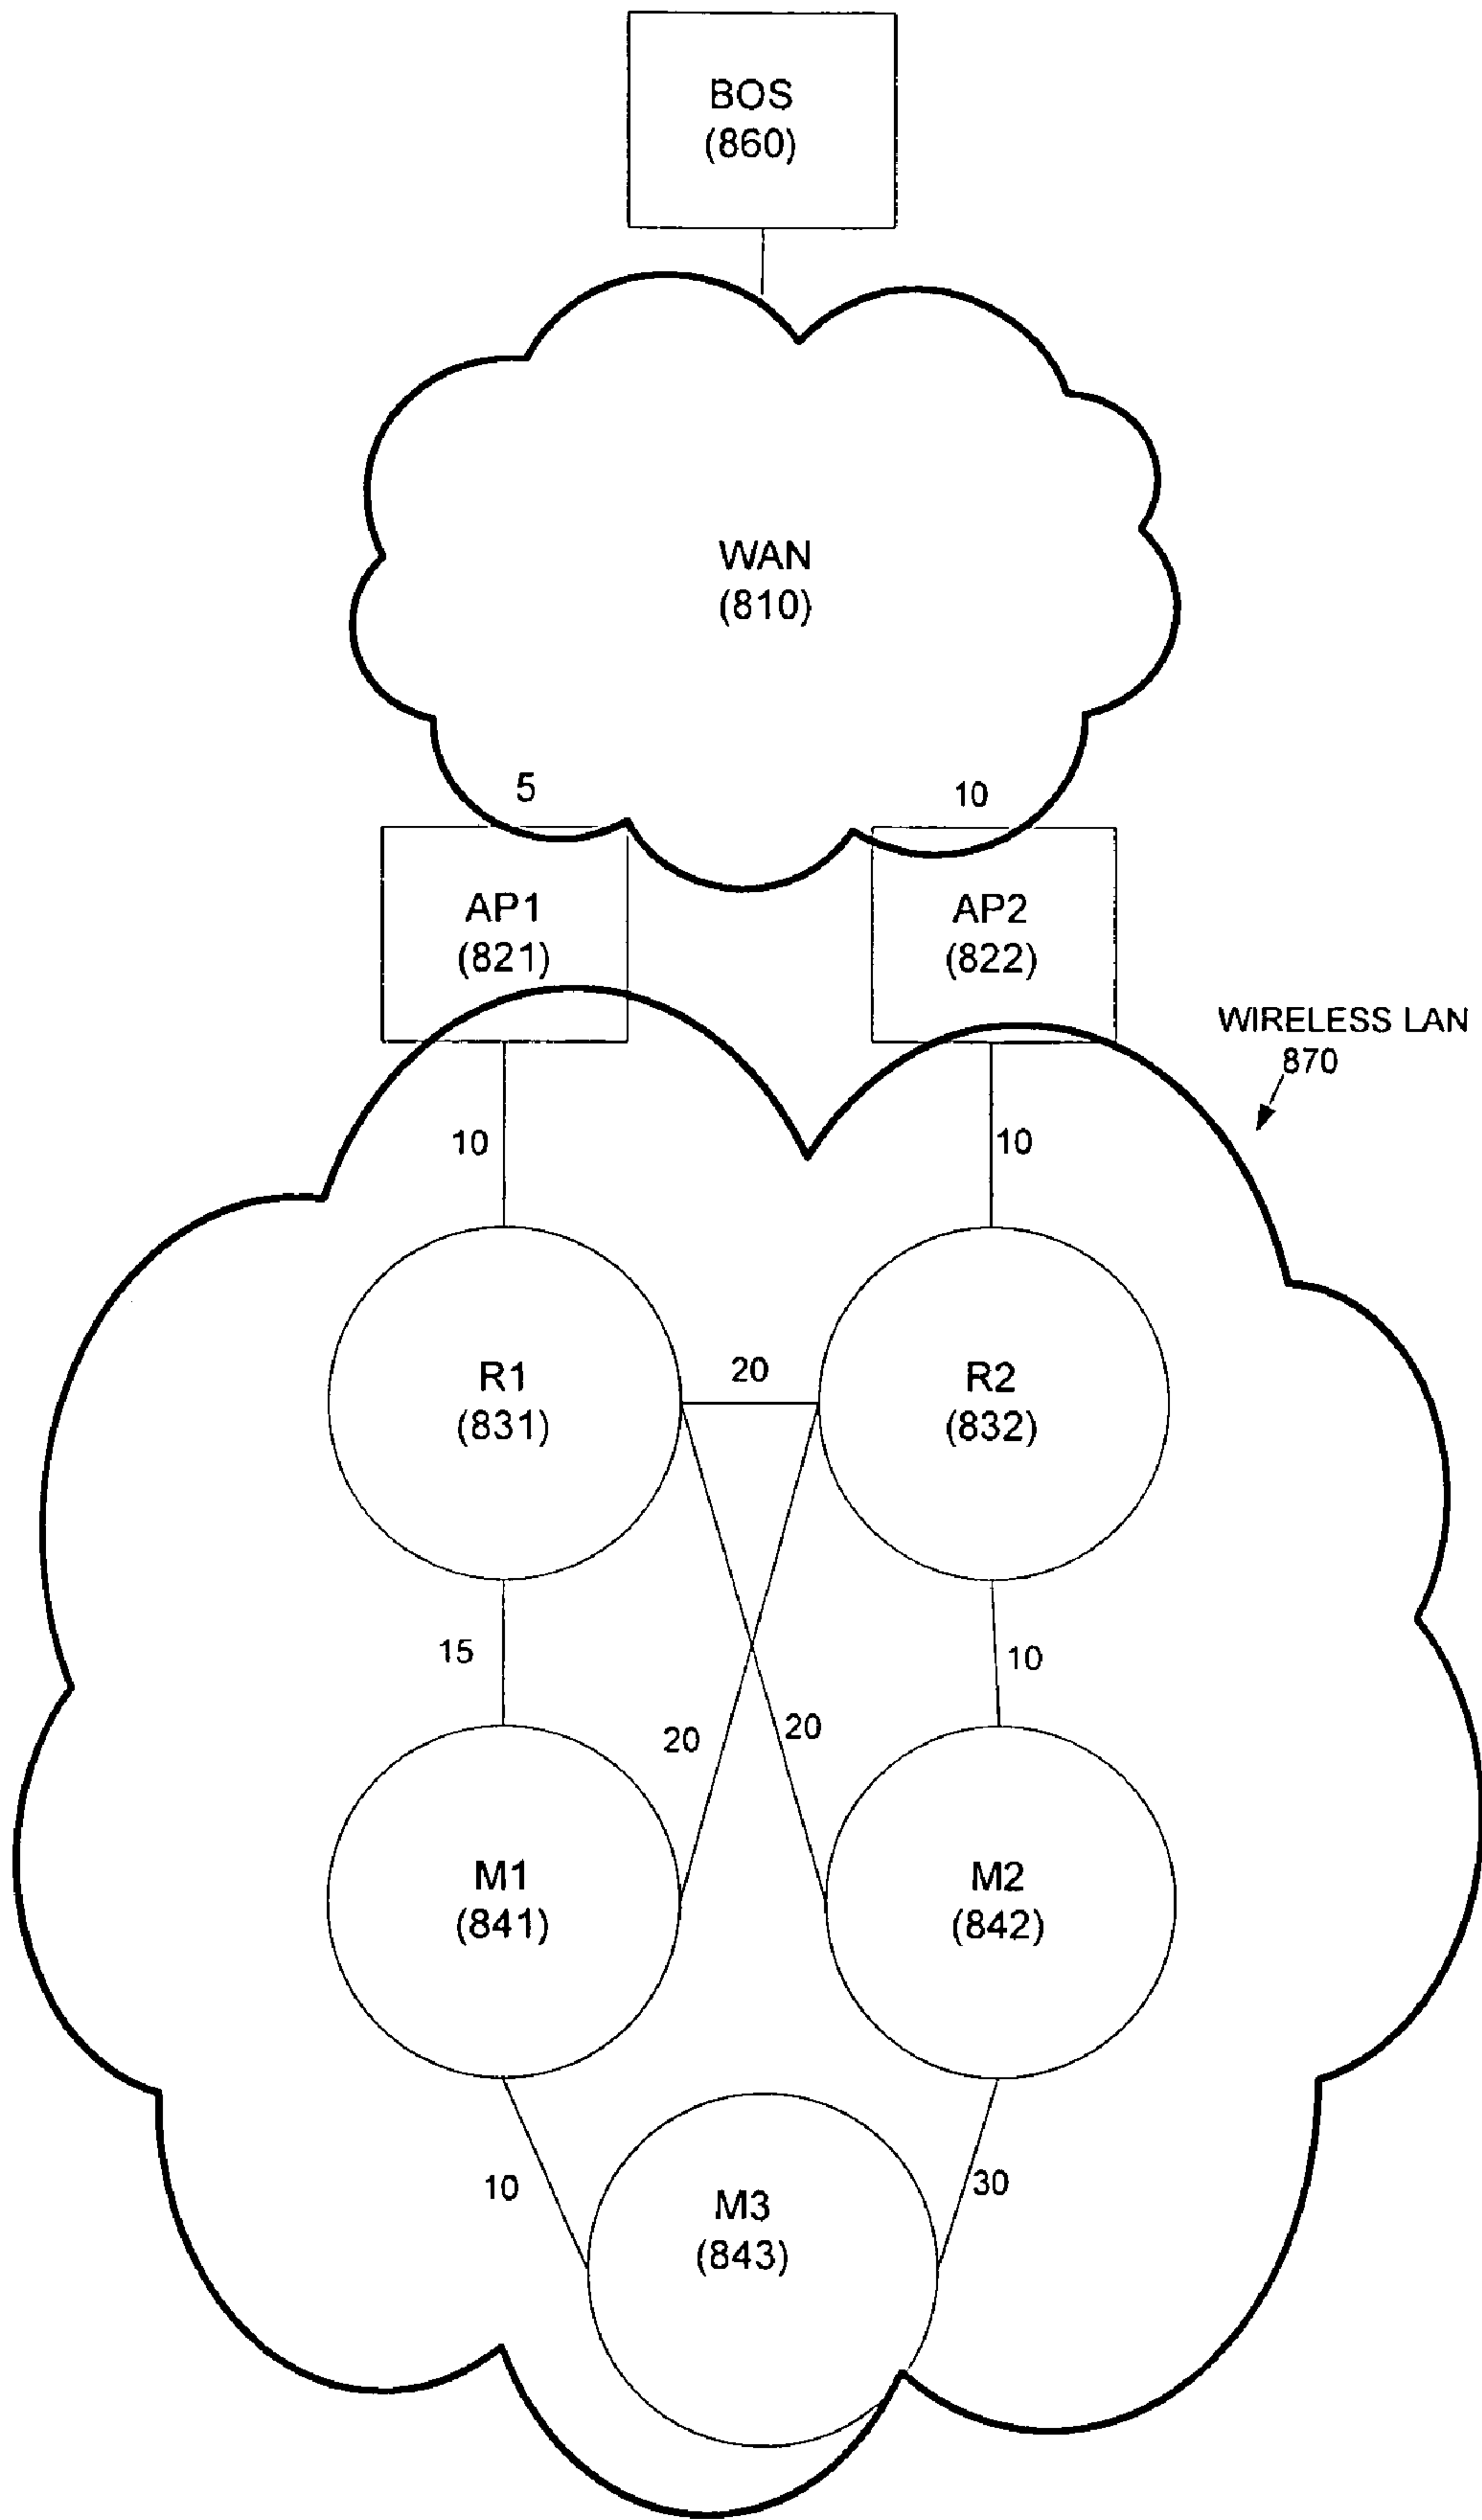 BOS
(860)
WAN
(810)
5
10
AP1
(821)
AP2
(822)
WIRELESS LAN
870
10
10
R1
(831)
20
R2
(832)
15
10
20
20
M1
(841)
M2
(842)
10
30
M3
(843)